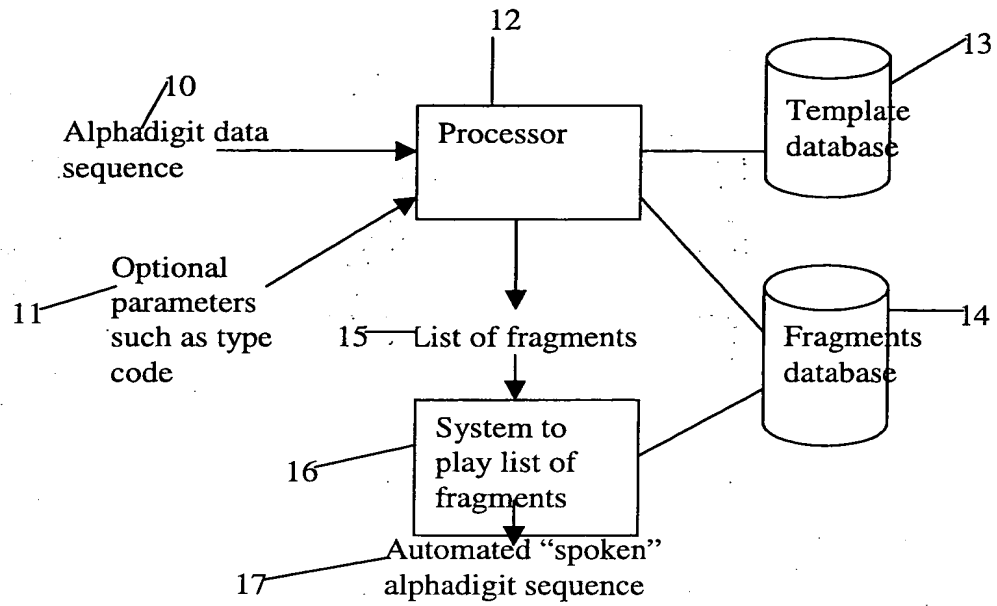 12
13
10
Alphadigit data
sequence
Processor
Template
database
Optional
parameters
such as type
code
11
15
List of fragments
14
Fragments
database
System to
play list of
fragments
16
Automated “spoken”
alphadigit sequence
17